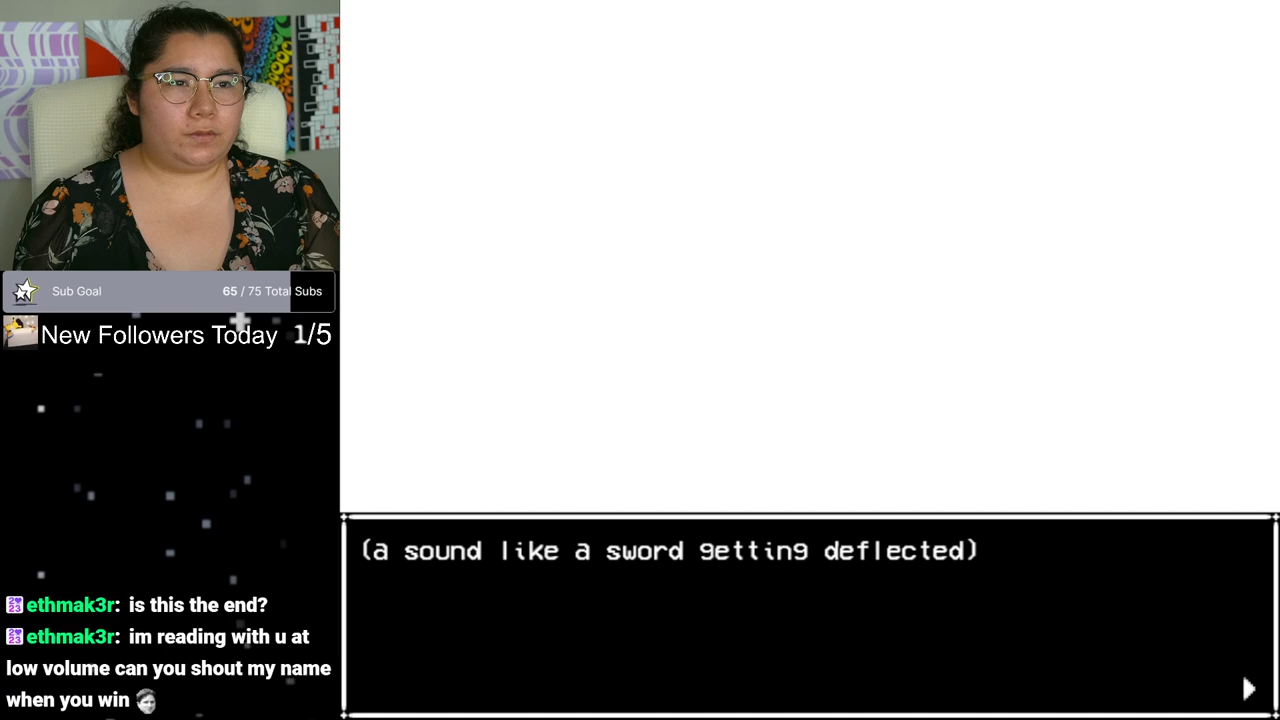 Sub Goal
65 / 75 Total Subs
New Followers Today 1/5
(a sound like a sword getting deflected)
ethmak3r: is this the end?
ethmak3r: im reading with u at
low volume can you shout my name
when you win